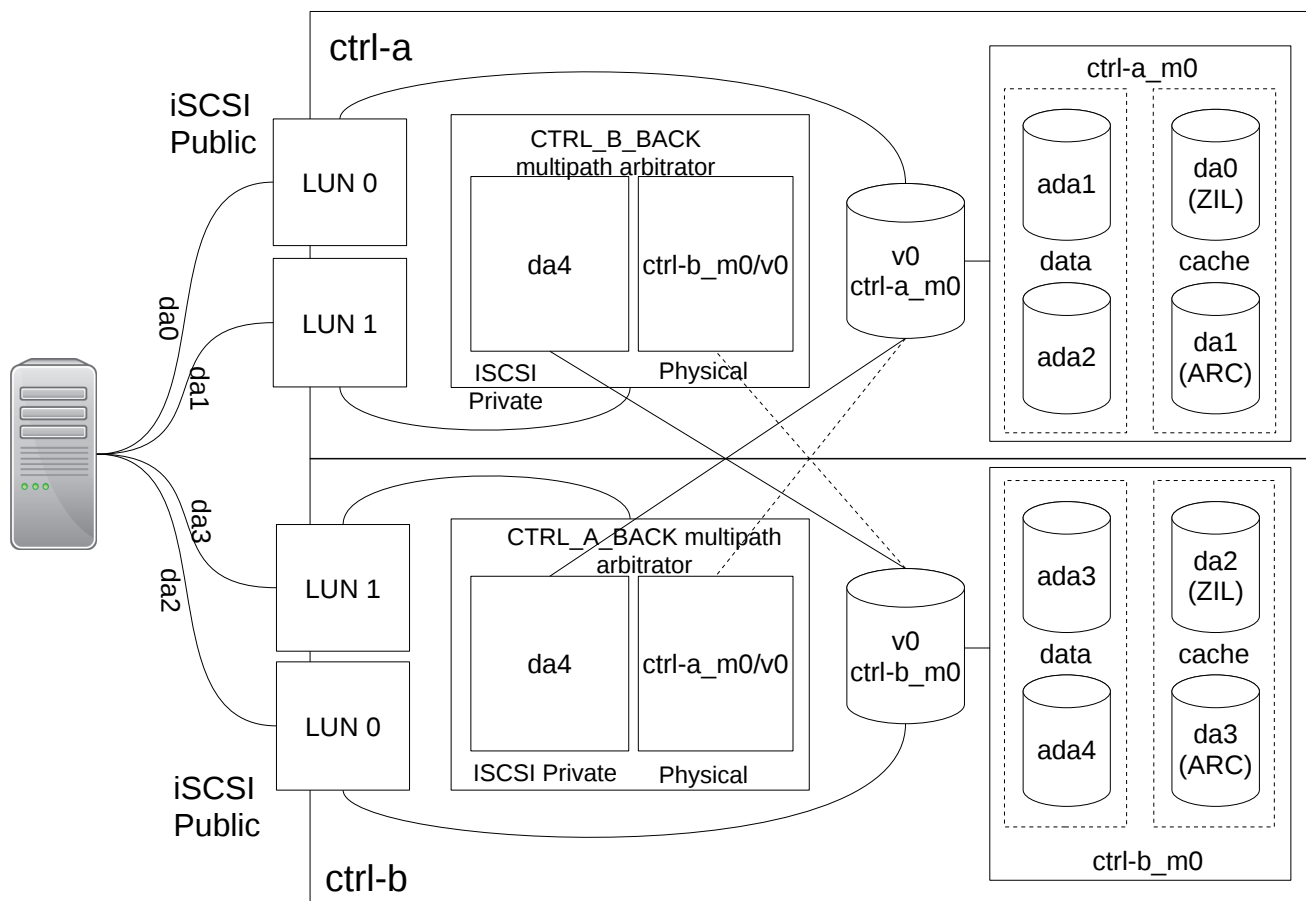 ctrl-a
iSCSI
Public
LUN 0
LUN 1
da0
da1
CTRL_B_BACK
multipath arbitrator
da4
ctrl-b_m0/v0
ISCSI
Private
Physical
v0
ctrl-a_m0
ctrl-a_m0
ada1
data
ada2
da0
(ZIL)
cache
da1
(ARC)
da3
da2
LUN 1
LUN 0
iSCSI
Public
ctrl-b
CTRL_A_BACK multipath
arbitrator
da4
ctrl-a_m0/v0
ISCSI Private
Physical
v0
ctrl-b_m0
ada3
data
ada4
da2
(ZIL)
cache
da3
(ARC)
ctrl-b_m0